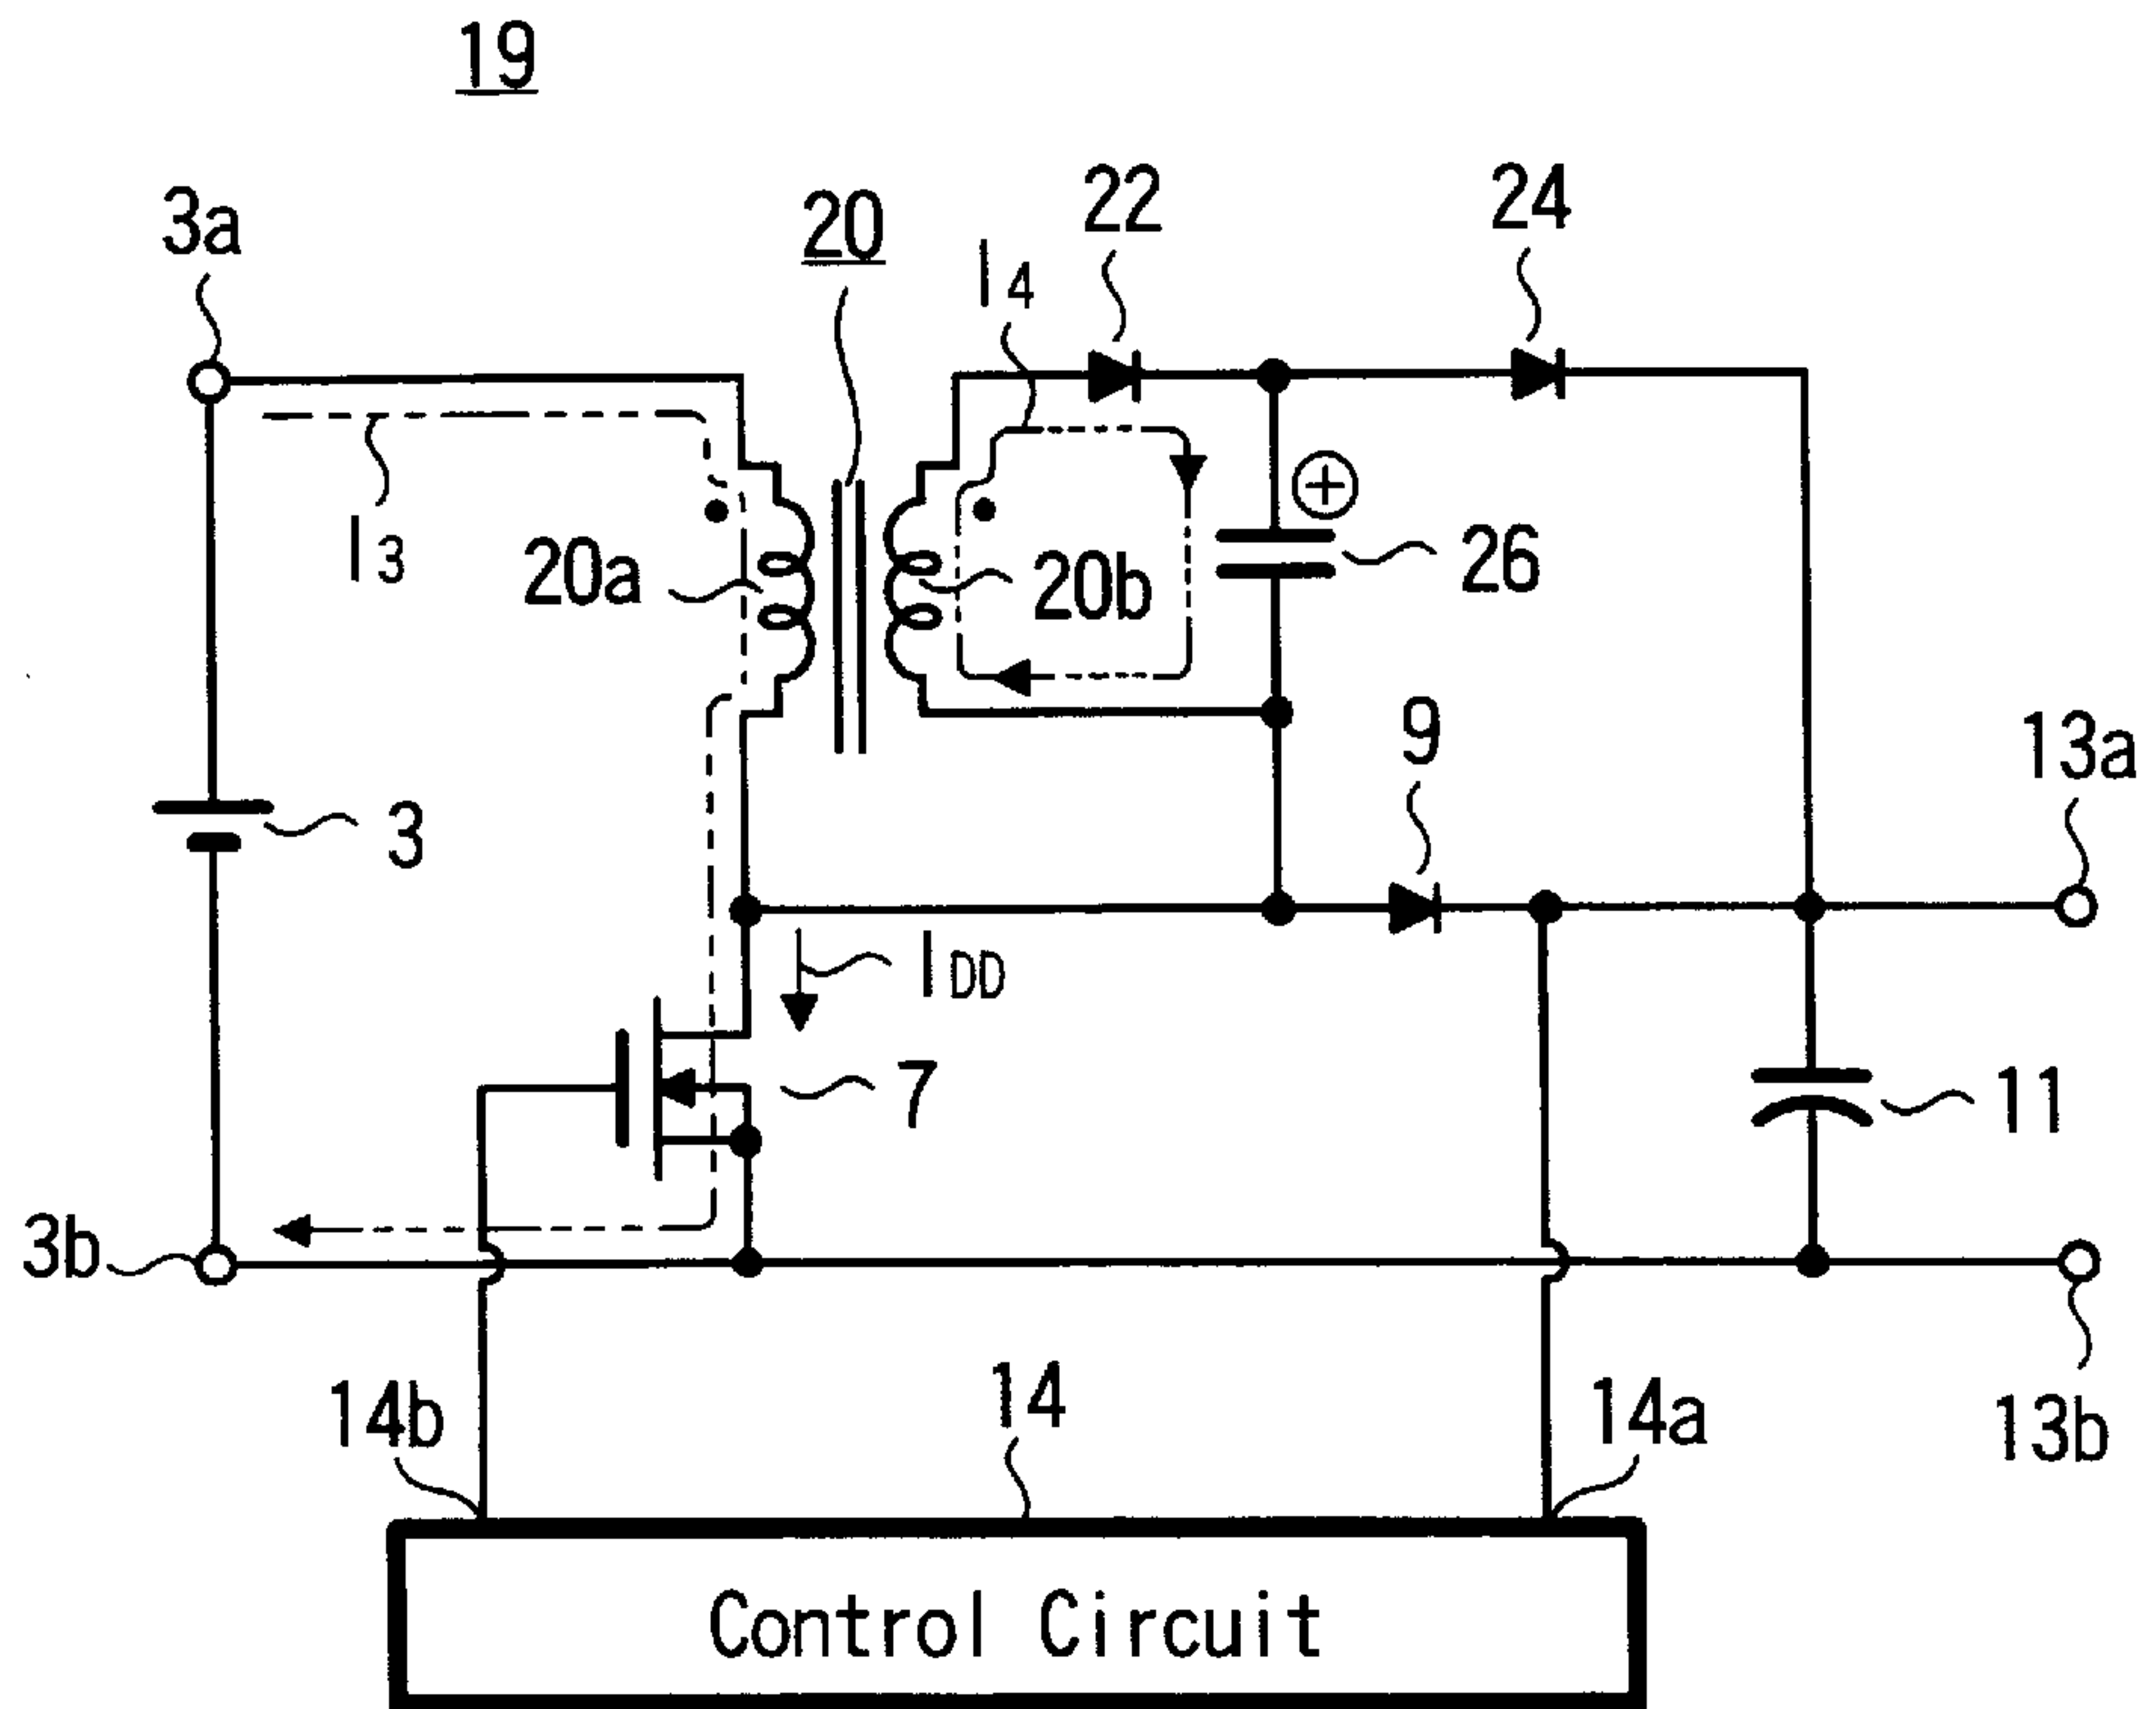 19
3a
20
22
24
I4
I3
20a
20b
26
3
9
13a
IDD
7
11
3b
14b
14
14a
13b
Control Circuit